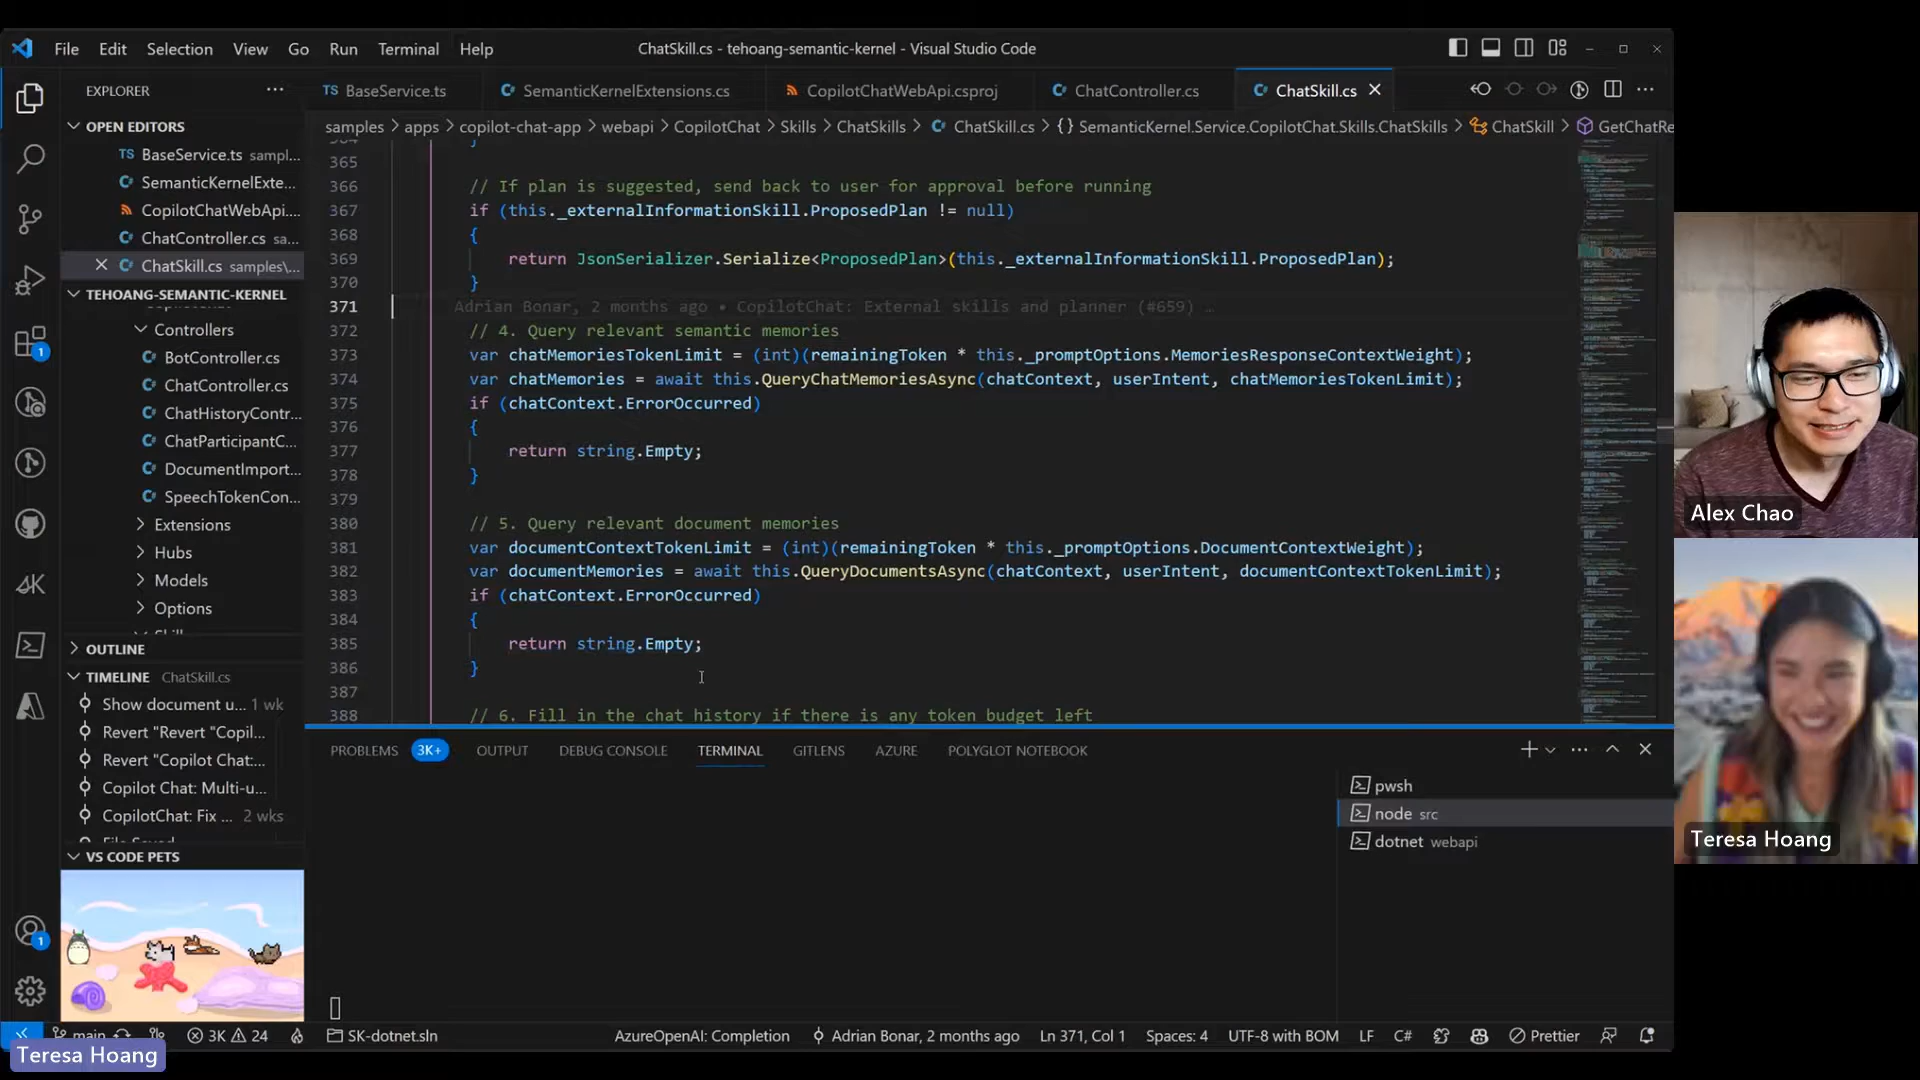 File Edit Selection View Go Run Terminal Help
ChatSkill.cs - tehoang-semantic-kernel - Visual Studio Code
EXPLORER
OPEN EDITORS
TS BaseService.ts sampl...
SemanticKernelExte...
CopilotChatWebApi....
ChatController.cs sa...
ChatSkill.cs samples\...
TEHOANG-SEMANTIC-KERNEL
Controllers
BotController.cs
ChatController.cs
ChatHistoryContr...
ChatParticipantC...
DocumentImport...
SpeechTokenCon...
Extensions
Hubs
Models
Options
OUTLINE
TIMELINE ChatSkill.cs
Show document u... 1 wk
Revert "Revert "Copil...
Revert "Copilot Chat:...
Copilot Chat: Multi-u...
CopilotChat: Fix ... 2 wks
VS CODE PETS
TS BaseService.ts
SemanticKernelExtensions.cs
CopilotChatWebApi.csproj
ChatController.cs
ChatSkill.cs
samples > apps > copilot-chat-app > webapi > CopilotChat > Skills > ChatSkills > ChatSkill.cs > {} SemanticKernel.Service.CopilotChat.Skills.ChatSkills > ChatSkill > GetChatRe
364 }
365
366 // If plan is suggested, send back to user for approval before running
367 if (this._externalInformationSkill.ProposedPlan != null)
368 {
369 return JsonSerializer.Serialize<ProposedPlan>(this._externalInformationSkill.ProposedPlan);
370 }
371 Adrian Bonar, 2 months ago • CopilotChat: External skills and planner (#659) …
372 // 4. Query relevant semantic memories
373 var chatMemoriesTokenLimit = (int)(remainingToken * this._promptOptions.MemoriesResponseContextWeight);
374 var chatMemories = await this.QueryChatMemoriesAsync(chatContext, userIntent, chatMemoriesTokenLimit);
375 if (chatContext.ErrorOccurred)
376 {
377 return string.Empty;
378 }
379
380 // 5. Query relevant document memories
381 var documentContextTokenLimit = (int)(remainingToken * this._promptOptions.DocumentContextWeight);
382 var documentMemories = await this.QueryDocumentsAsync(chatContext, userIntent, documentContextTokenLimit);
383 if (chatContext.ErrorOccurred)
384 {
385 return string.Empty;
386 }
387
388 // 6. Fill in the chat history if there is any token budget left
PROBLEMS 3K+ OUTPUT DEBUG CONSOLE TERMINAL GITLENS AZURE POLYGLOT NOTEBOOK
pwsh
node src
dotnet webapi
1
1
main 3K 24 SK-dotnet.sln AzureOpenAI: Completion Adrian Bonar, 2 months ago Ln 371, Col 1 Spaces: 4 UTF-8 with BOM LF C# Prettier
Teresa Hoang
Alex Chao
Teresa Hoang